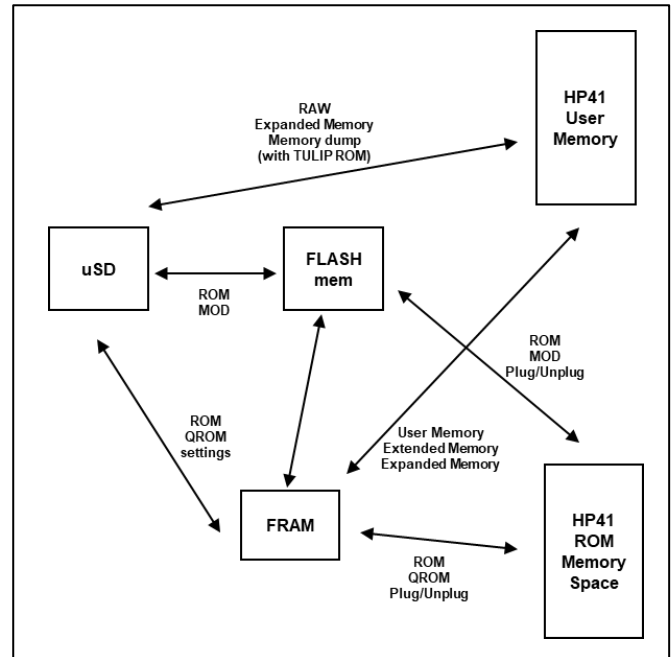 HP41
User
Memory
RAW
Expanded Memory
Memory dump
(with TULIP ROM)
uSD
FLASH
mem
ROM
MOD
ROM
MOD
Plug/Unplug
ROM
QROM
settings
User Memory
Extended Memory
Expanded Memory
FRAM
HP41
ROM
Memory
Space
ROM
QROM
Plug/Unplug